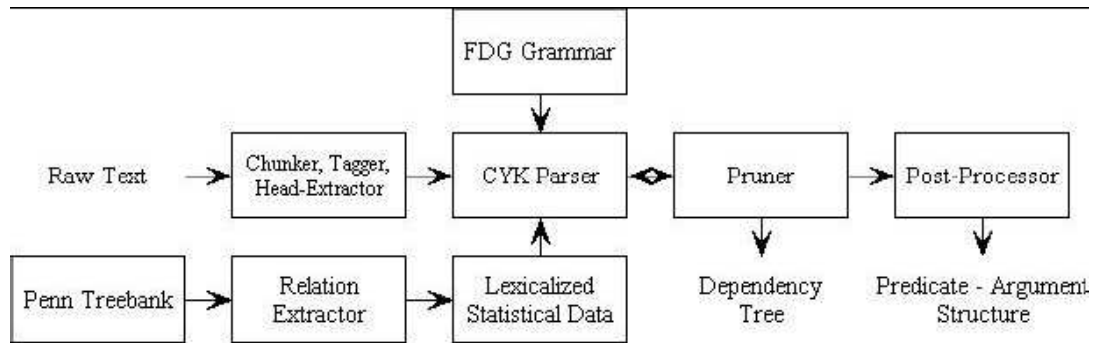 FDG Grammar
Raw Text
Chunker, Tagger,
Head-Extractor
CYK Parser
Pruner
Post-Processor
Penn Treebank
Relation
Extractor
Lexicalized
Statistical Data
Dependency
Tree
Predicate - Argument
Structure